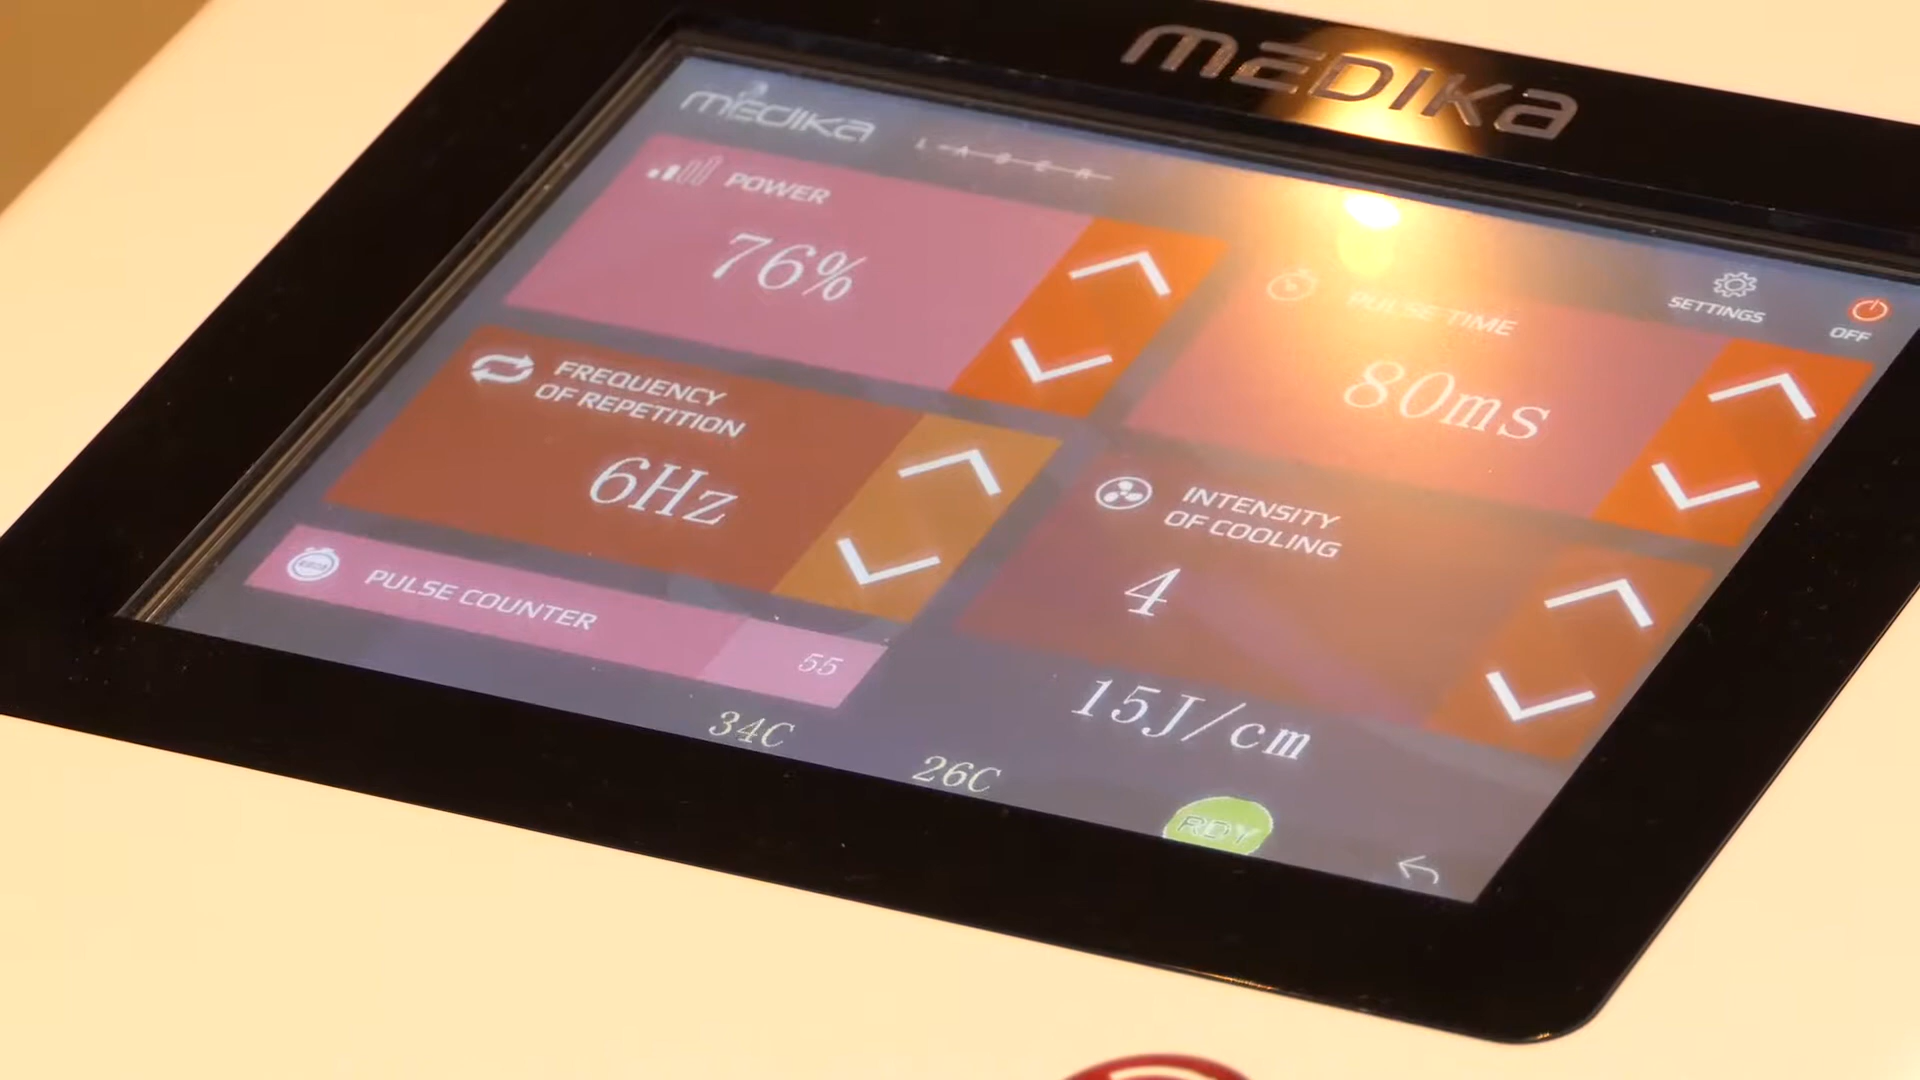 MEDIKA
MEDIKA
LASER
POWER
76%
PULSE TIME
80ms
SETTINGS
OFF
FREQUENCY
OF REPETITION
6Hz
INTENSITY
OF COOLING
4
PULSE COUNTER
55
15J/cm
34C
26C
RDY